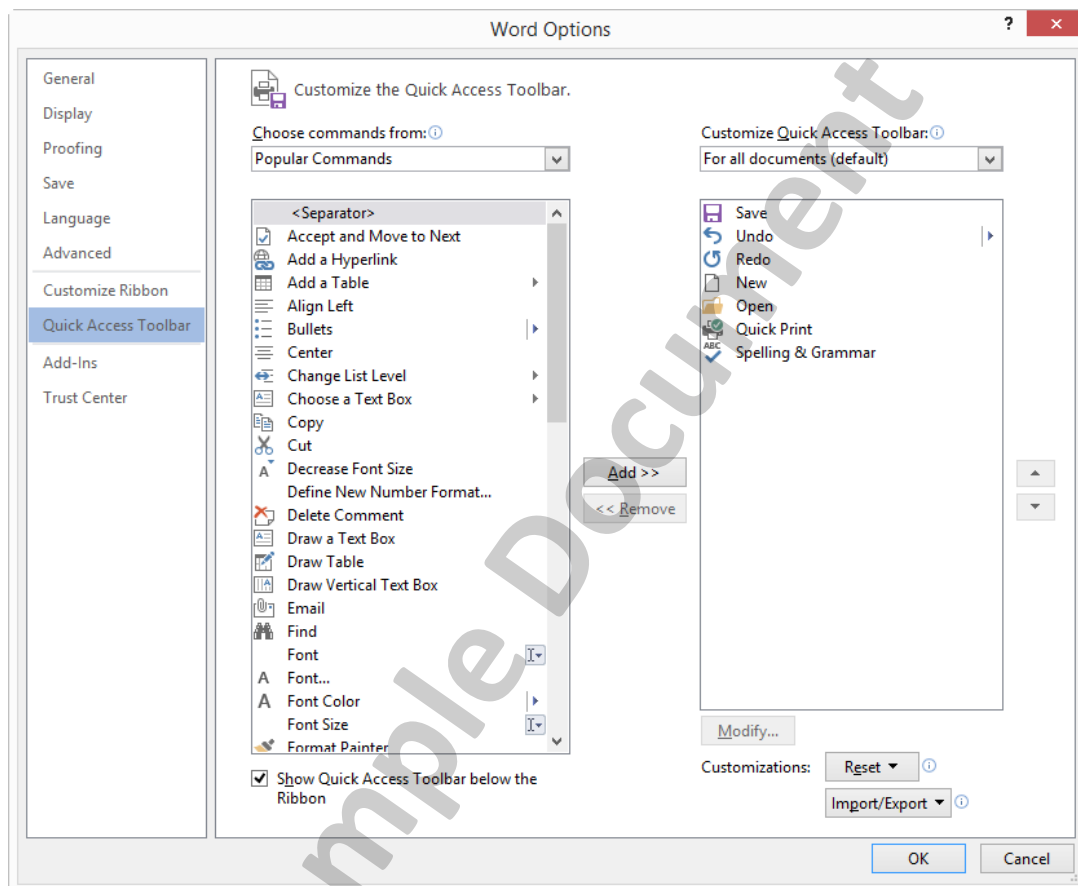 Word Options
?
General
Display
Proofing
Save
Language
Advanced
Customize Ribbon
Quick Access Toolbar
Add-Ins
Trust Center
Customize the Quick Access Toolbar.
Choose commands from:
Popular Commands
<Separator>
Accept and Move to Next
Add a Hyperlink
Add a Table
Align Left
Bullets
Center
Change List Level
Choose a Text Box
Copy
Cut
Decrease Font Size
Define New Number Format...
Delete Comment
Draw a Text Box
Draw Table
Draw Vertical Text Box
Email
Find
Font
Font...
Font Color
Font Size
Format Painter
Show Quick Access Toolbar below the
Ribbon
Add >>
<< Remove
Customize Quick Access Toolbar:
For all documents (default)
Save
Undo
Redo
New
Open
Quick Print
ABC
Spelling & Grammar
Modify...
Customizations:
Reset
Import/Export
OK
Cancel
mple Document